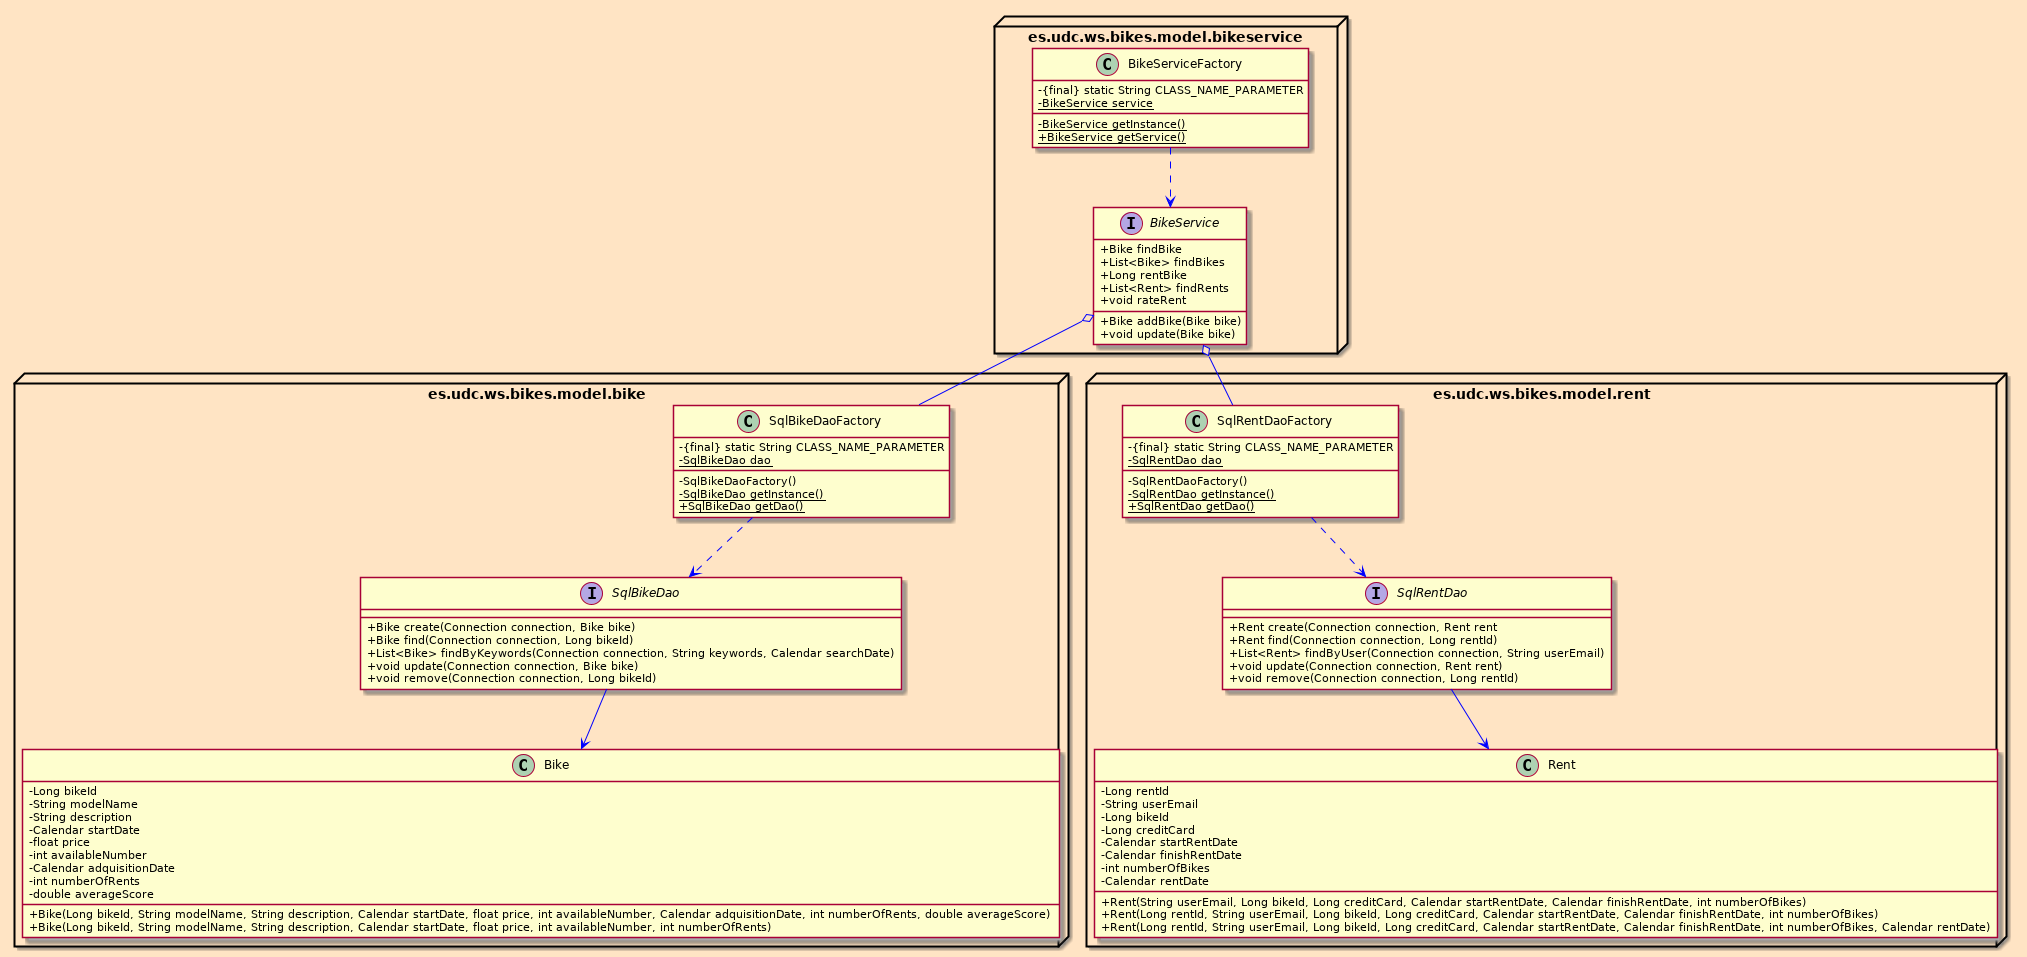 es.udc.ws.bikes.model.bikeservice
C BikeServiceFactory
-{final} static String CLASS_NAME_PARAMETER
-BikeService service
-BikeService getInstance()
+BikeService getService()
I BikeService
+Bike findBike
+List<Bike> findBikes
+Long rentBike
+List<Rent> findRents
+void rateRent
+Bike addBike(Bike bike)
+void update(Bike bike)
es.udc.ws.bikes.model.bike
C SqlBikeDaoFactory
-{final} static String CLASS_NAME_PARAMETER
-SqlBikeDao dao
-SqlBikeDaoFactory()
-SqlBikeDao getInstance()
+SqlBikeDao getDao()
I SqlBikeDao
+Bike create(Connection connection, Bike bike)
+Bike find(Connection connection, Long bikeId)
+List<Bike> findByKeywords(Connection connection, String keywords, Calendar searchDate)
+void update(Connection connection, Bike bike)
+void remove(Connection connection, Long bikeId)
C Bike
-Long bikeId
-String modelName
-String description
-Calendar startDate
-float price
-int availableNumber
-Calendar adquisitionDate
-int numberOfRents
-double averageScore
+Bike(Long bikeId, String modelName, String description, Calendar startDate, float price, int availableNumber, Calendar adquisitionDate, int numberOfRents, double averageScore)
+Bike(Long bikeId, String modelName, String description, Calendar startDate, float price, int availableNumber, int numberOfRents)
es.udc.ws.bikes.model.rent
C SqlRentDaoFactory
-{final} static String CLASS_NAME_PARAMETER
-SqlRentDao dao
-SqlRentDaoFactory()
-SqlRentDao getInstance()
+SqlRentDao getDao()
I SqlRentDao
+Rent create(Connection connection, Rent rent
+Rent find(Connection connection, Long rentId)
+List<Rent> findByUser(Connection connection, String userEmail)
+void update(Connection connection, Rent rent)
+void remove(Connection connection, Long rentId)
C Rent
-Long rentId
-String userEmail
-Long bikeId
-Long creditCard
-Calendar startRentDate
-Calendar finishRentDate
-int numberOfBikes
-Calendar rentDate
+Rent(String userEmail, Long bikeId, Long creditCard, Calendar startRentDate, Calendar finishRentDate, int numberOfBikes)
+Rent(Long rentId, String userEmail, Long bikeId, Long creditCard, Calendar startRentDate, Calendar finishRentDate, int numberOfBikes)
+Rent(Long rentId, String userEmail, Long bikeId, Long creditCard, Calendar startRentDate, Calendar finishRentDate, int numberOfBikes, Calendar rentDate)